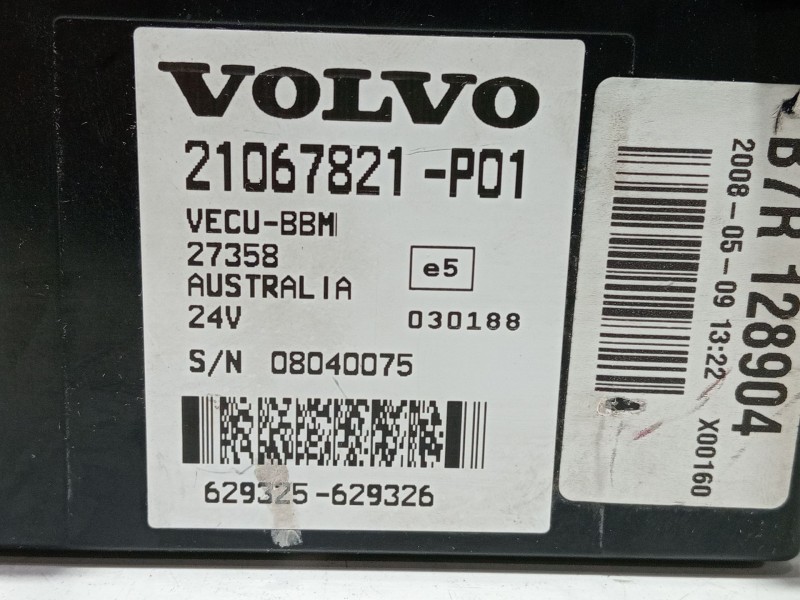 VOLVO
21067821-P01
VECU-BBM
27358
e5
AUSTRALIA
24V
030188
S/N 08040075
629325-629326
B7R 128904
2008-05-09 13:22
X00160